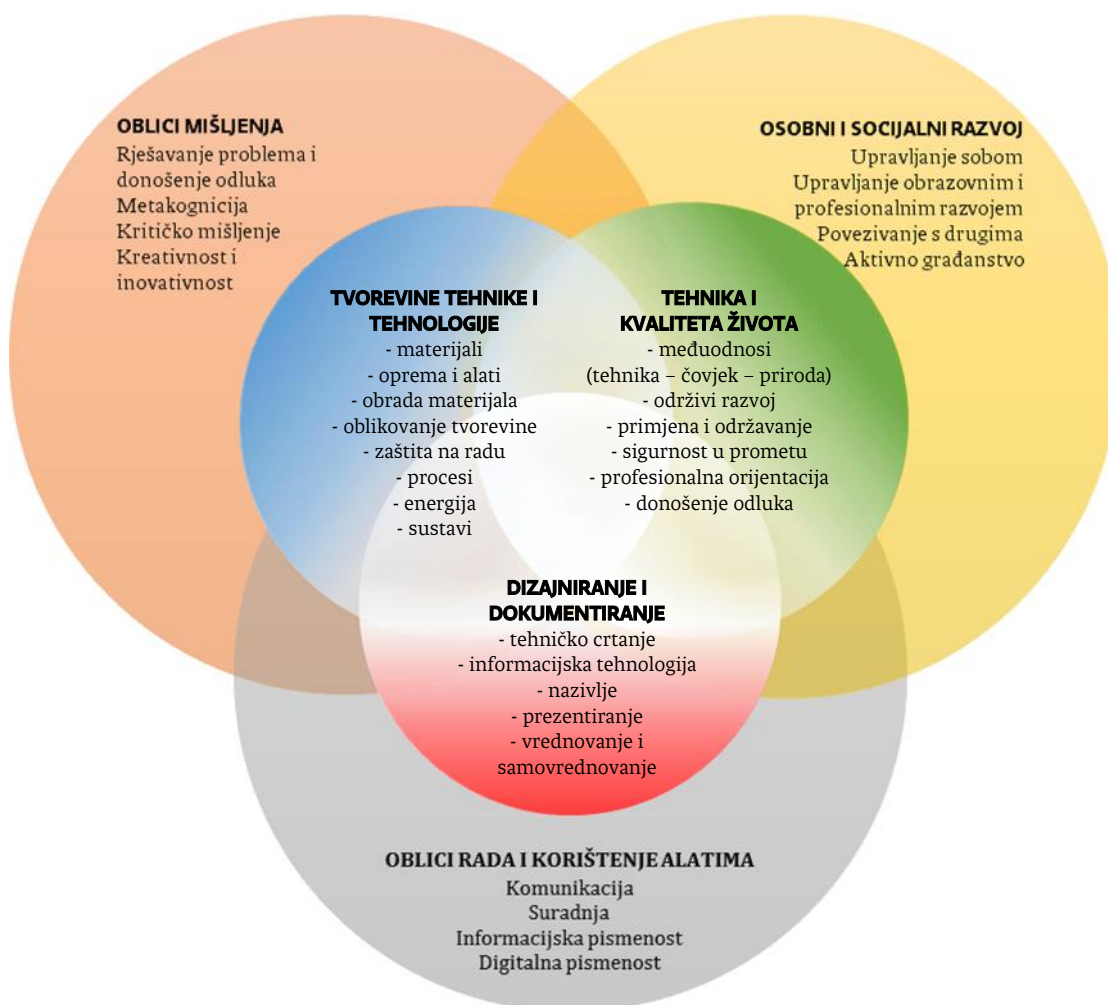 OBLICI MIŠLJENJA
Rješavanje problema i
donošenje odluka
Metakognicija
Kritičko mišljenje
Kreativnost i
inovativnost
OSOBNI I SOCIJALNI RAZVOJ
Upravljanje sobom
Upravljanje obrazovnim i
profesionalnim razvojem
Povezivanje s drugima
Aktivno građanstvo
TVOREVINE TEHNIKE I
TEHNOLOGIJE
- materijali
- oprema i alati
- obrada materijala
- oblikovanje tvorevine
- zaštita na radu
- procesi
- energija
- sustavi
TEHNIKA I
KVALITETA ŽIVOTA
- međuodnosi
(tehnika – čovjek – priroda)
- održivi razvoj
- primjena i održavanje
- sigurnost u prometu
- profesionalna orijentacija
- donošenje odluka
DIZAJNIRANJE I
DOKUMENTIRANJE
- tehničko crtanje
- informacijska tehnologija
- nazivlje
- prezentiranje
- vrednovanje i
samovrednovanje
OBLICI RADA I KORIŠTENJE ALATIMA
Komunikacija
Suradnja
Informacijska pismenost
Digitalna pismenost